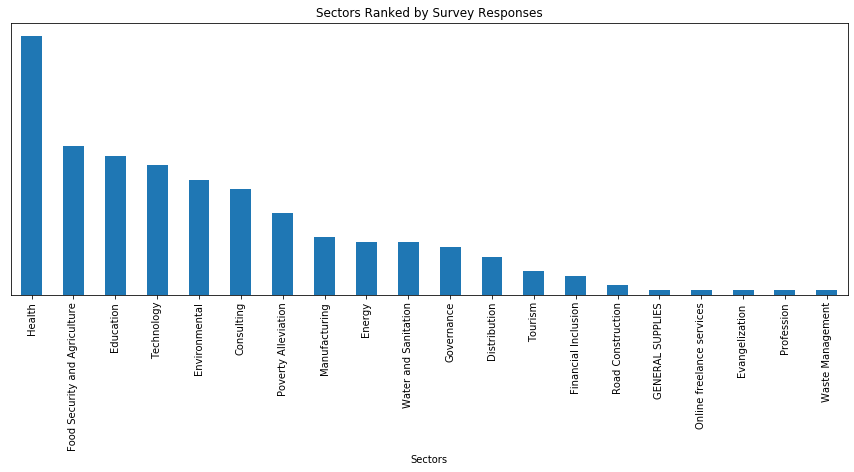 Sectors Ranked by Survey Responses
Health
Food Security and Agriculture
Education
Technology
Environmental
Consulting
Poverty Alleviation
Manufacturing
Energy
Water and Sanitation
Governance
Distribution
Tourism
Financial Inclusion
Road Construction
GENERAL SUPPLIES
Online freelance services
Evangelization
Profession
Waste Management
Sectors